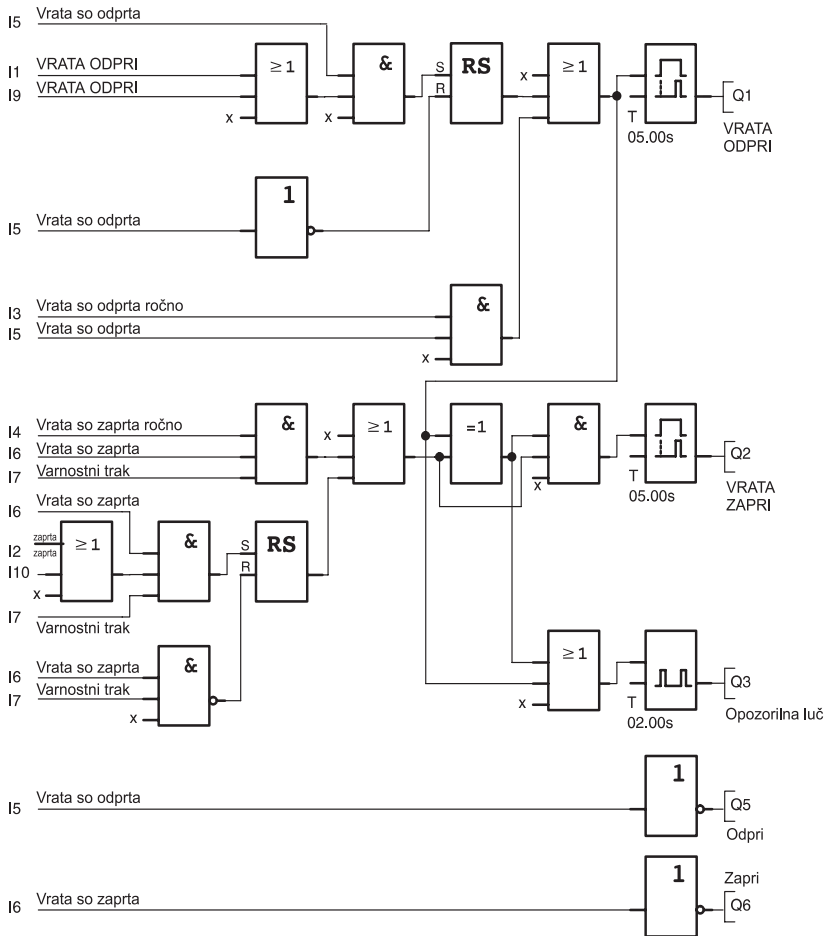 I5 Vrata so odprta
I1 VRATA ODPRI
I9 VRATA ODPRI
x
≥1
x
&
S
R
RS
x
≥1
T
05.00s
Q1
VRATA
ODPRI
I5 Vrata so odprta
1
I3 Vrata so odprta ročno
I5 Vrata so odprta
x
&
I4 Vrata so zaprta ročno
I6 Vrata so zaprta
I7 Varnostni trak
&
x
≥1
=1
&
x
T
05.00s
Q2
VRATA
ZAPRI
I6 Vrata so zaprta
I2 zaprta
zaprta
I10
x
≥1
&
S
R
RS
I7
Varnostni trak
I6 Vrata so zaprta
I7 Varnostni trak
x
&
≥1
x
T
02.00s
Q3
Opozorilna luč
I5 Vrata so odprta
1
Q5
Odpri
I6 Vrata so zaprta
1
Zapri
Q6